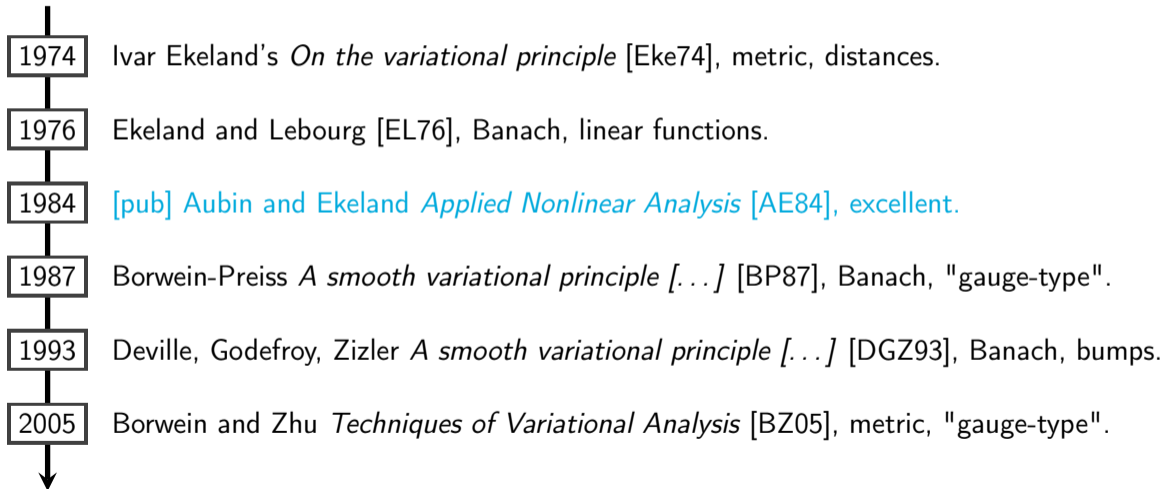 1974 Ivar Ekeland's On the variational principle [Eke74], metric, distances.
1976 Ekeland and Lebourg [EL76], Banach, linear functions.
1984 [pub] Aubin and Ekeland Applied Nonlinear Analysis [AE84], excellent.
1987 Borwein-Preiss A smooth variational principle [...] [BP87], Banach, "gauge-type".
1993 Deville, Godefroy, Zizler A smooth variational principle [...] [DGZ93], Banach, bumps.
2005 Borwein and Zhu Techniques of Variational Analysis [BZ05], metric, "gauge-type".